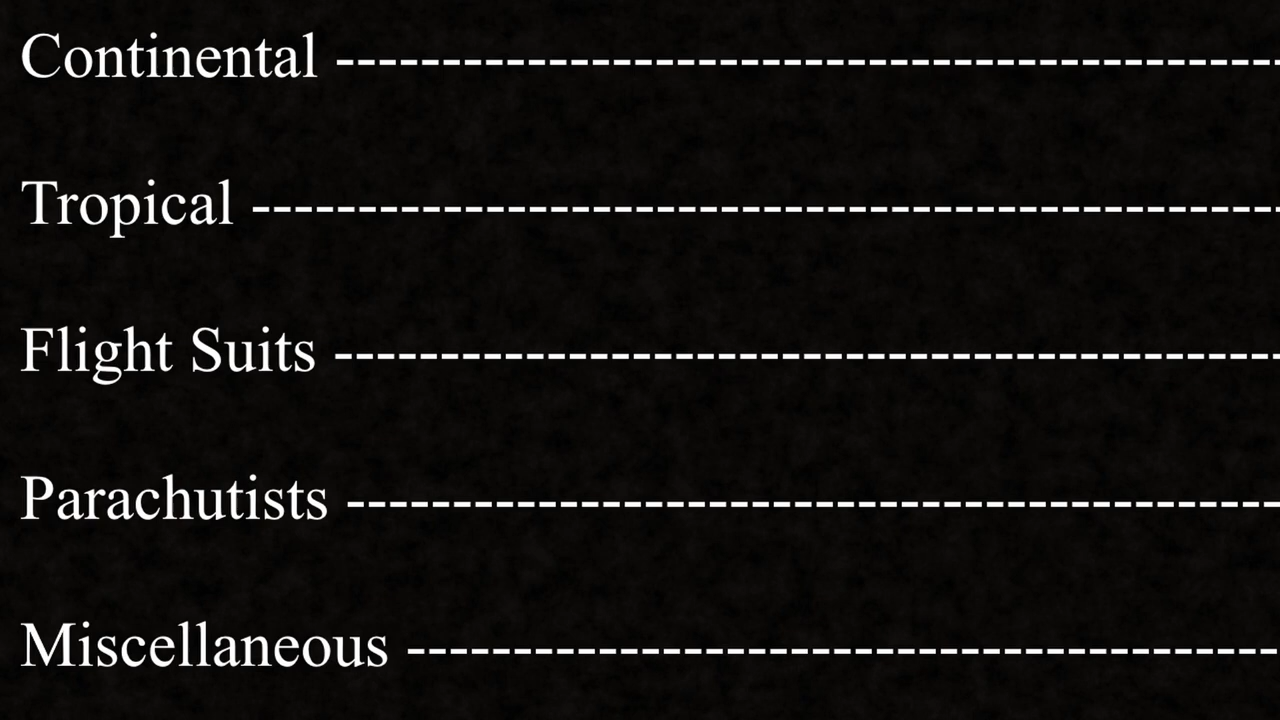 Continental --------------------------------------------
Tropical ------------------------------------------------
Flight Suits --------------------------------------------
Parachutists --------------------------------------------
Miscellaneous -----------------------------------------